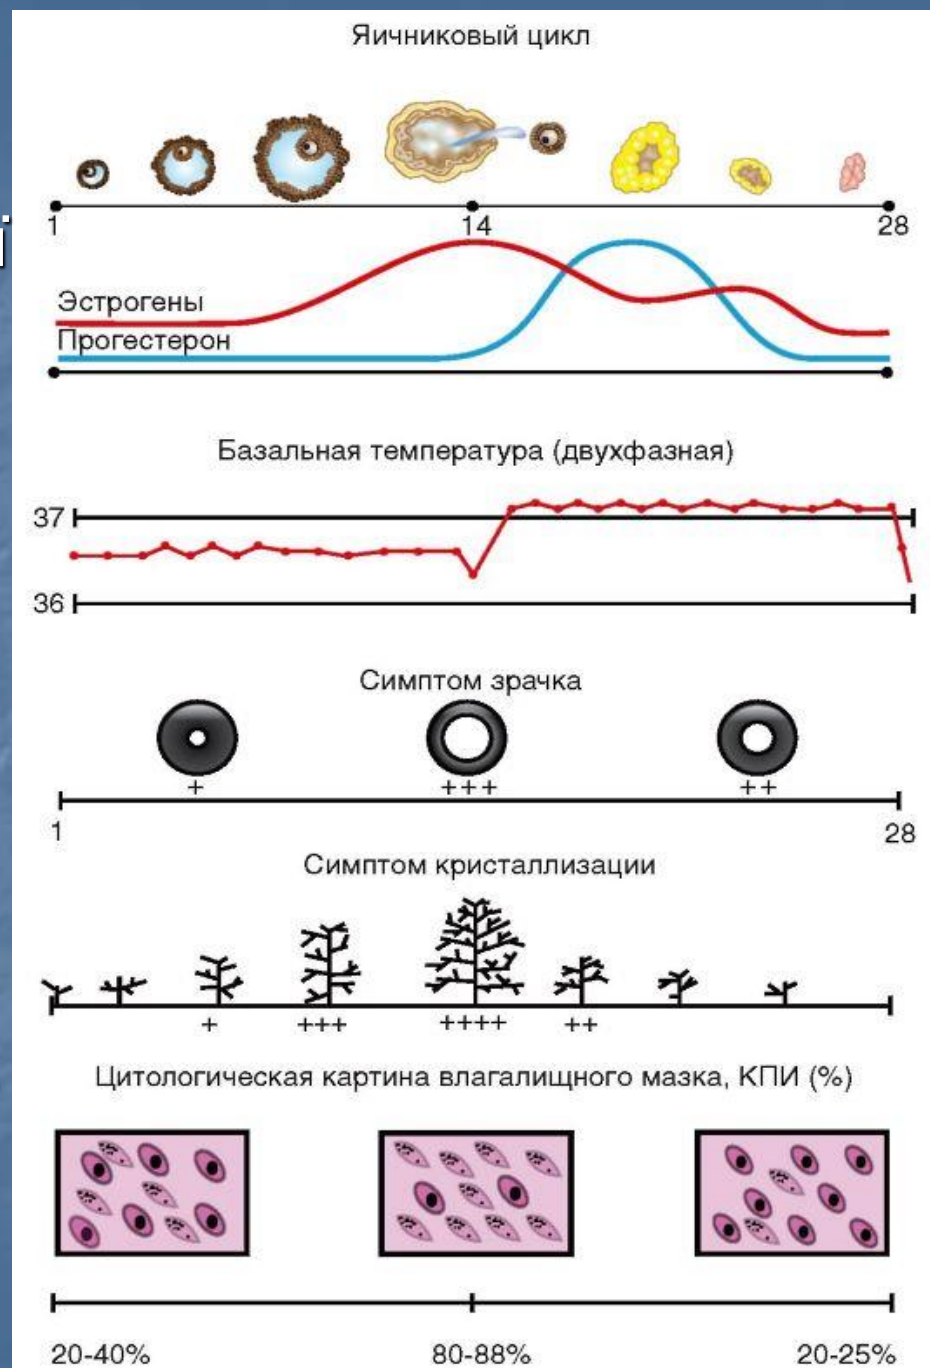 Яичниковый цикл
1 14 28
Эстрогены
Прогестерон
Базальная температура (двухфазная)
37
36
Симптом зрачка
+ +++ ++
1 28
Симптом кристаллизации
+ +++ ++++ ++
Цитологическая картина влагалищного мазка, КПИ (%)
20-40% 80-88% 20-25%